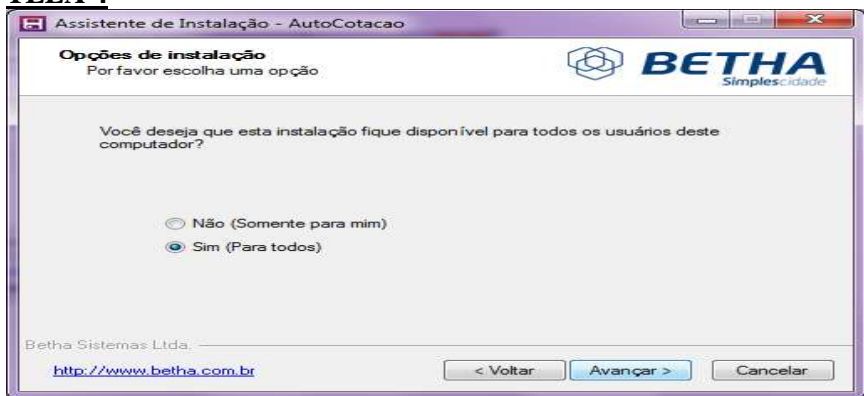 TELA 4
Assistente de Instalação - AutoCotacao
Opções de instalação
Por favor escolha uma opção
BETHA
Simplescidade
Você deseja que esta instalação fique disponível para todos os usuários deste
computador?
Não (Somente para mim)
Sim (Para todos)
Betha Sistemas Ltda.
http://www.betha.com.br
< Voltar
Avançar >
Cancelar